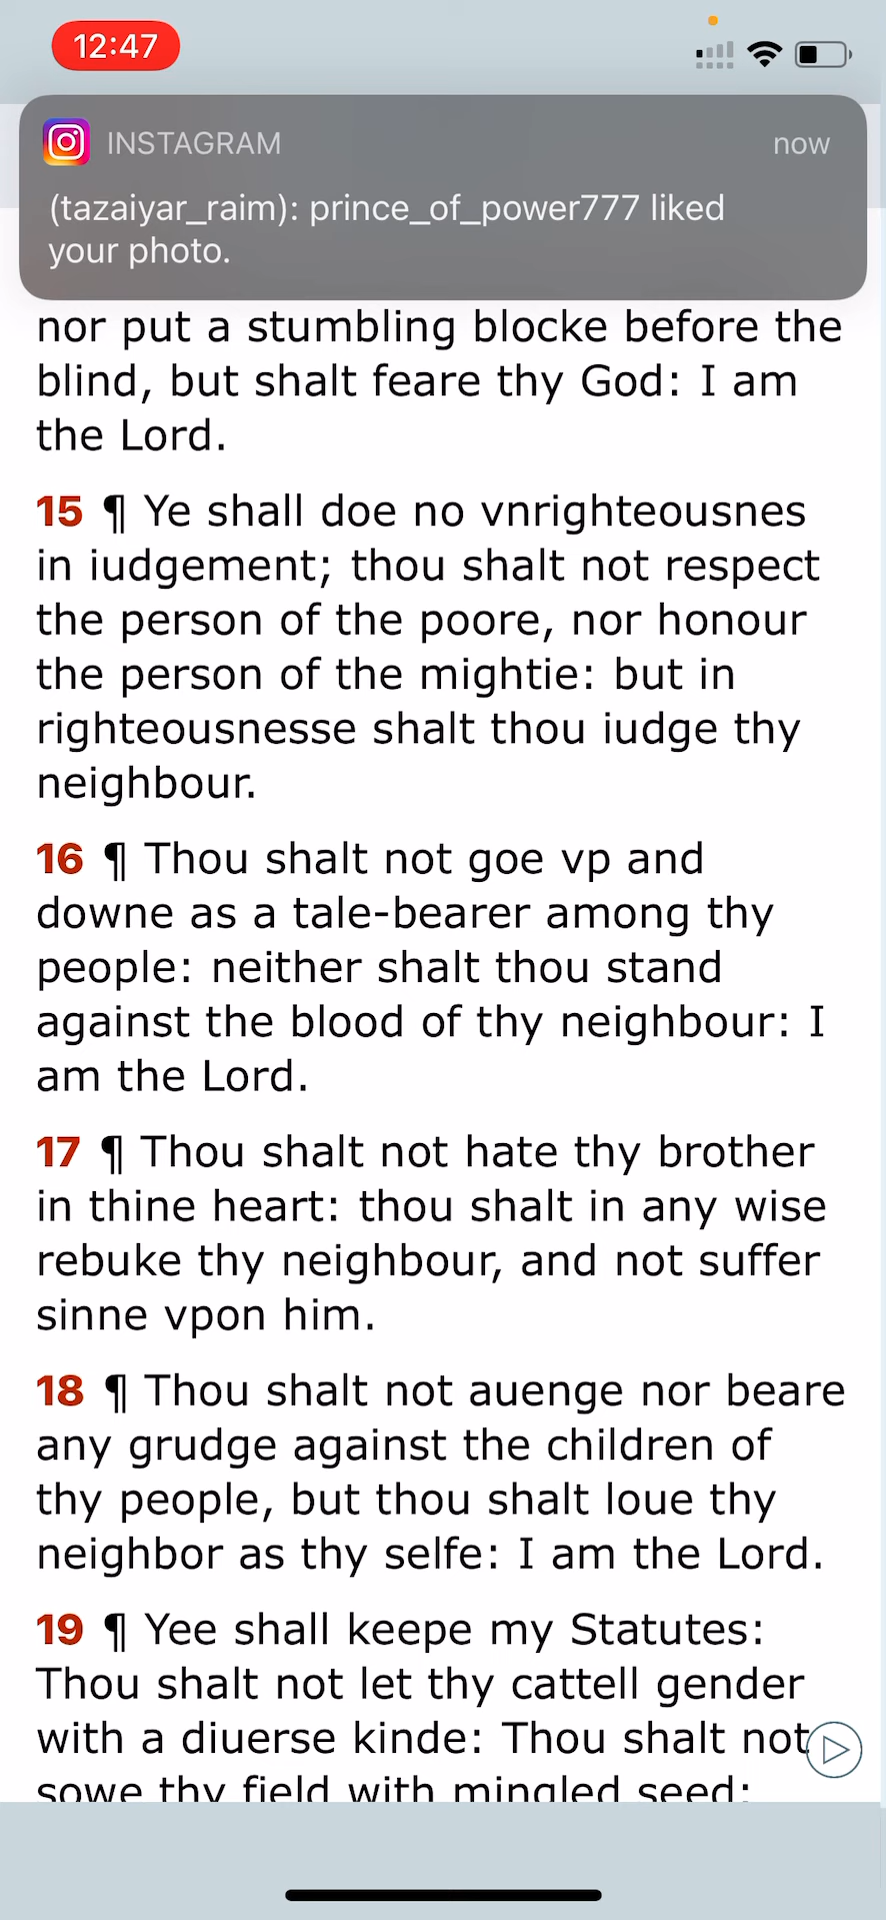 12:47
INSTAGRAM now
(tazaiyar_raim): prince_of_power777 liked
your photo.
nor put a stumbling blocke before the
blind, but shalt feare thy God: I am
the Lord.
15 ¶ Ye shall doe no vnrighteousnes
in iudgement; thou shalt not respect
the person of the poore, nor honour
the person of the mightie: but in
righteousnesse shalt thou iudge thy
neighbour.
16 ¶ Thou shalt not goe vp and
downe as a tale-bearer among thy
people: neither shalt thou stand
against the blood of thy neighbour: I
am the Lord.
17 ¶ Thou shalt not hate thy brother
in thine heart: thou shalt in any wise
rebuke thy neighbour, and not suffer
sinne vpon him.
18 ¶ Thou shalt not auenge nor beare
any grudge against the children of
thy people, but thou shalt loue thy
neighbor as thy selfe: I am the Lord.
19 ¶ Yee shall keepe my Statutes:
Thou shalt not let thy cattell gender
with a diuerse kinde: Thou shalt not
sowe thy field with mingled seed: